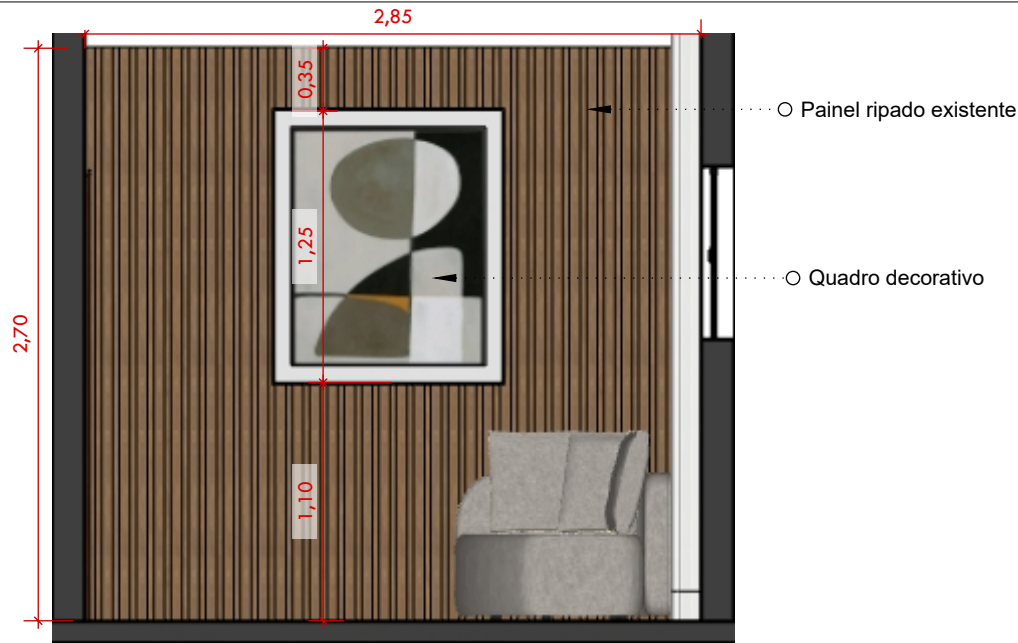 2,85
0,35
Painel ripado existente
1,25
Quadro decorativo
2,70
1,10